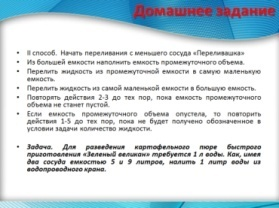 Домашнее задание
II способ. Начать переливания с меньшего сосуда «Переливашка»
Из большей емкости наполнить емкость промежуточного объема.
Перелить жидкость из промежуточной емкости в самую маленькую
емкость.
Перелить жидкость из самой маленькой емкости в большую емкость.
Повторять действия 2-3 до тех пор, пока емкость промежуточного
объема не станет пустой.
Если емкость промежуточного объема опустела, то повторить
действия 1-5 до тех пор, пока не будет получено обозначенное в
условии задачи количество жидкости.
Задача. Для разведения картофельного пюре быстрого
приготовления «Зеленый великан» требуется 1 л воды. Как, имея
два сосуда емкостью 5 и 9 литров, налить 1 литр воды из
водопроводного крана.